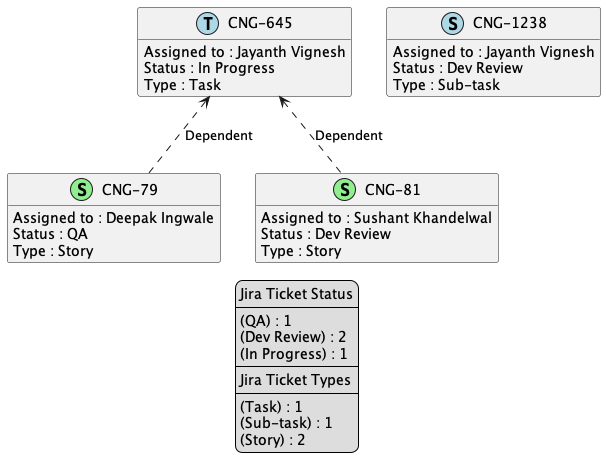 T CNG-645
Assigned to : Jayanth Vignesh
Status : In Progress
Type : Task
S CNG-1238
Assigned to : Jayanth Vignesh
Status : Dev Review
Type : Sub-task
Dependent
Dependent
S CNG-79
Assigned to : Deepak Ingwale
Status : QA
Type : Story
S CNG-81
Assigned to : Sushant Khandelwal
Status : Dev Review
Type : Story
Jira Ticket Status
(QA) : 1
(Dev Review) : 2
(In Progress) : 1
Jira Ticket Types
(Task) : 1
(Sub-task) : 1
(Story) : 2